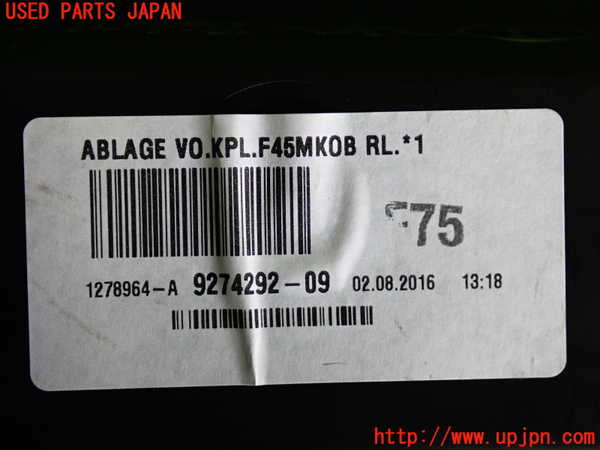 USED PARTS JAPAN
ABLAGE VO.KPL.F45MKOB RL.*1
75
1278964-A 9274292-09 02.08.2016 13:18
www.upjpn.com